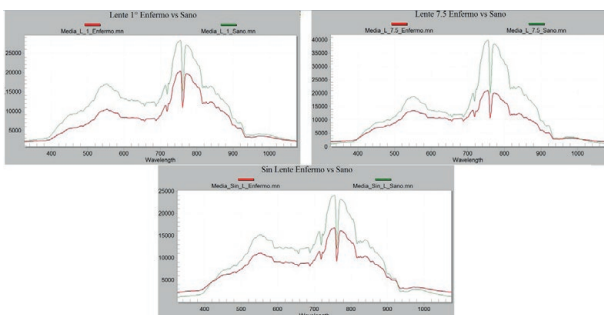 Lente 1° Enfermo vs Sano
Media_L_1_Enfermo.mn Media_L_1_Sano.mn
25000
20000
15000
10000
5000
400 500 600 700 800 900 1000
Wavelength
Lente 7.5 Enfermo vs Sano
Media_L_7.5_Enfermo.mn Media_L_7.5_Sano.mn
40000
35000
30000
25000
20000
15000
10000
5000
0
400 500 600 700 800 900 1000
Wavelength
Sin Lente Enfermo vs Sano
Media_Sin_L_Enfermo.mn Media_Sin_L_Sano.mn
25000
20000
15000
10000
5000
400 500 600 700 800 900 1000
Wavelength